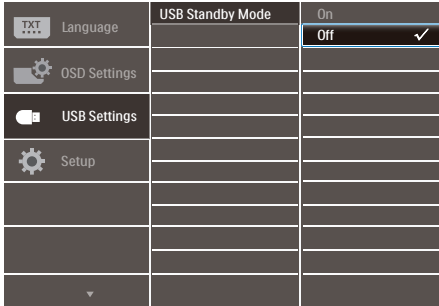 TXT
Language
OSD Settings
USB Settings
Setup
USB Standby Mode
On
Off